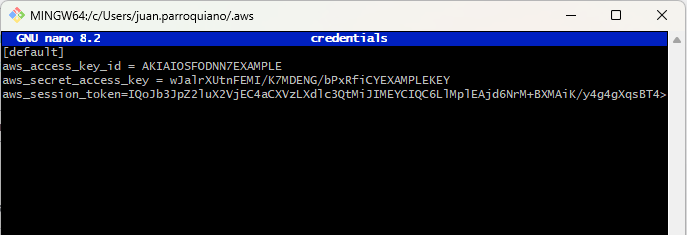 MINGW64:/c/Users/juan.parroquiano/.aws
GNU nano 8.2 credentials
[default]
aws_access_key_id = AKIAIOSFODNN7EXAMPLE
aws_secret_access_key = wJalrXUtnFEMI/K7MDENG/bPxRfiCYEXAMPLEKEY
aws_session_token=IQoJb3JpZ2luX2VjEC4aCXVzLXdlc3QtMiJIMEYCIQC6LlMplEAjd6NrM+BXMAiK/y4g4gXqsBT4>